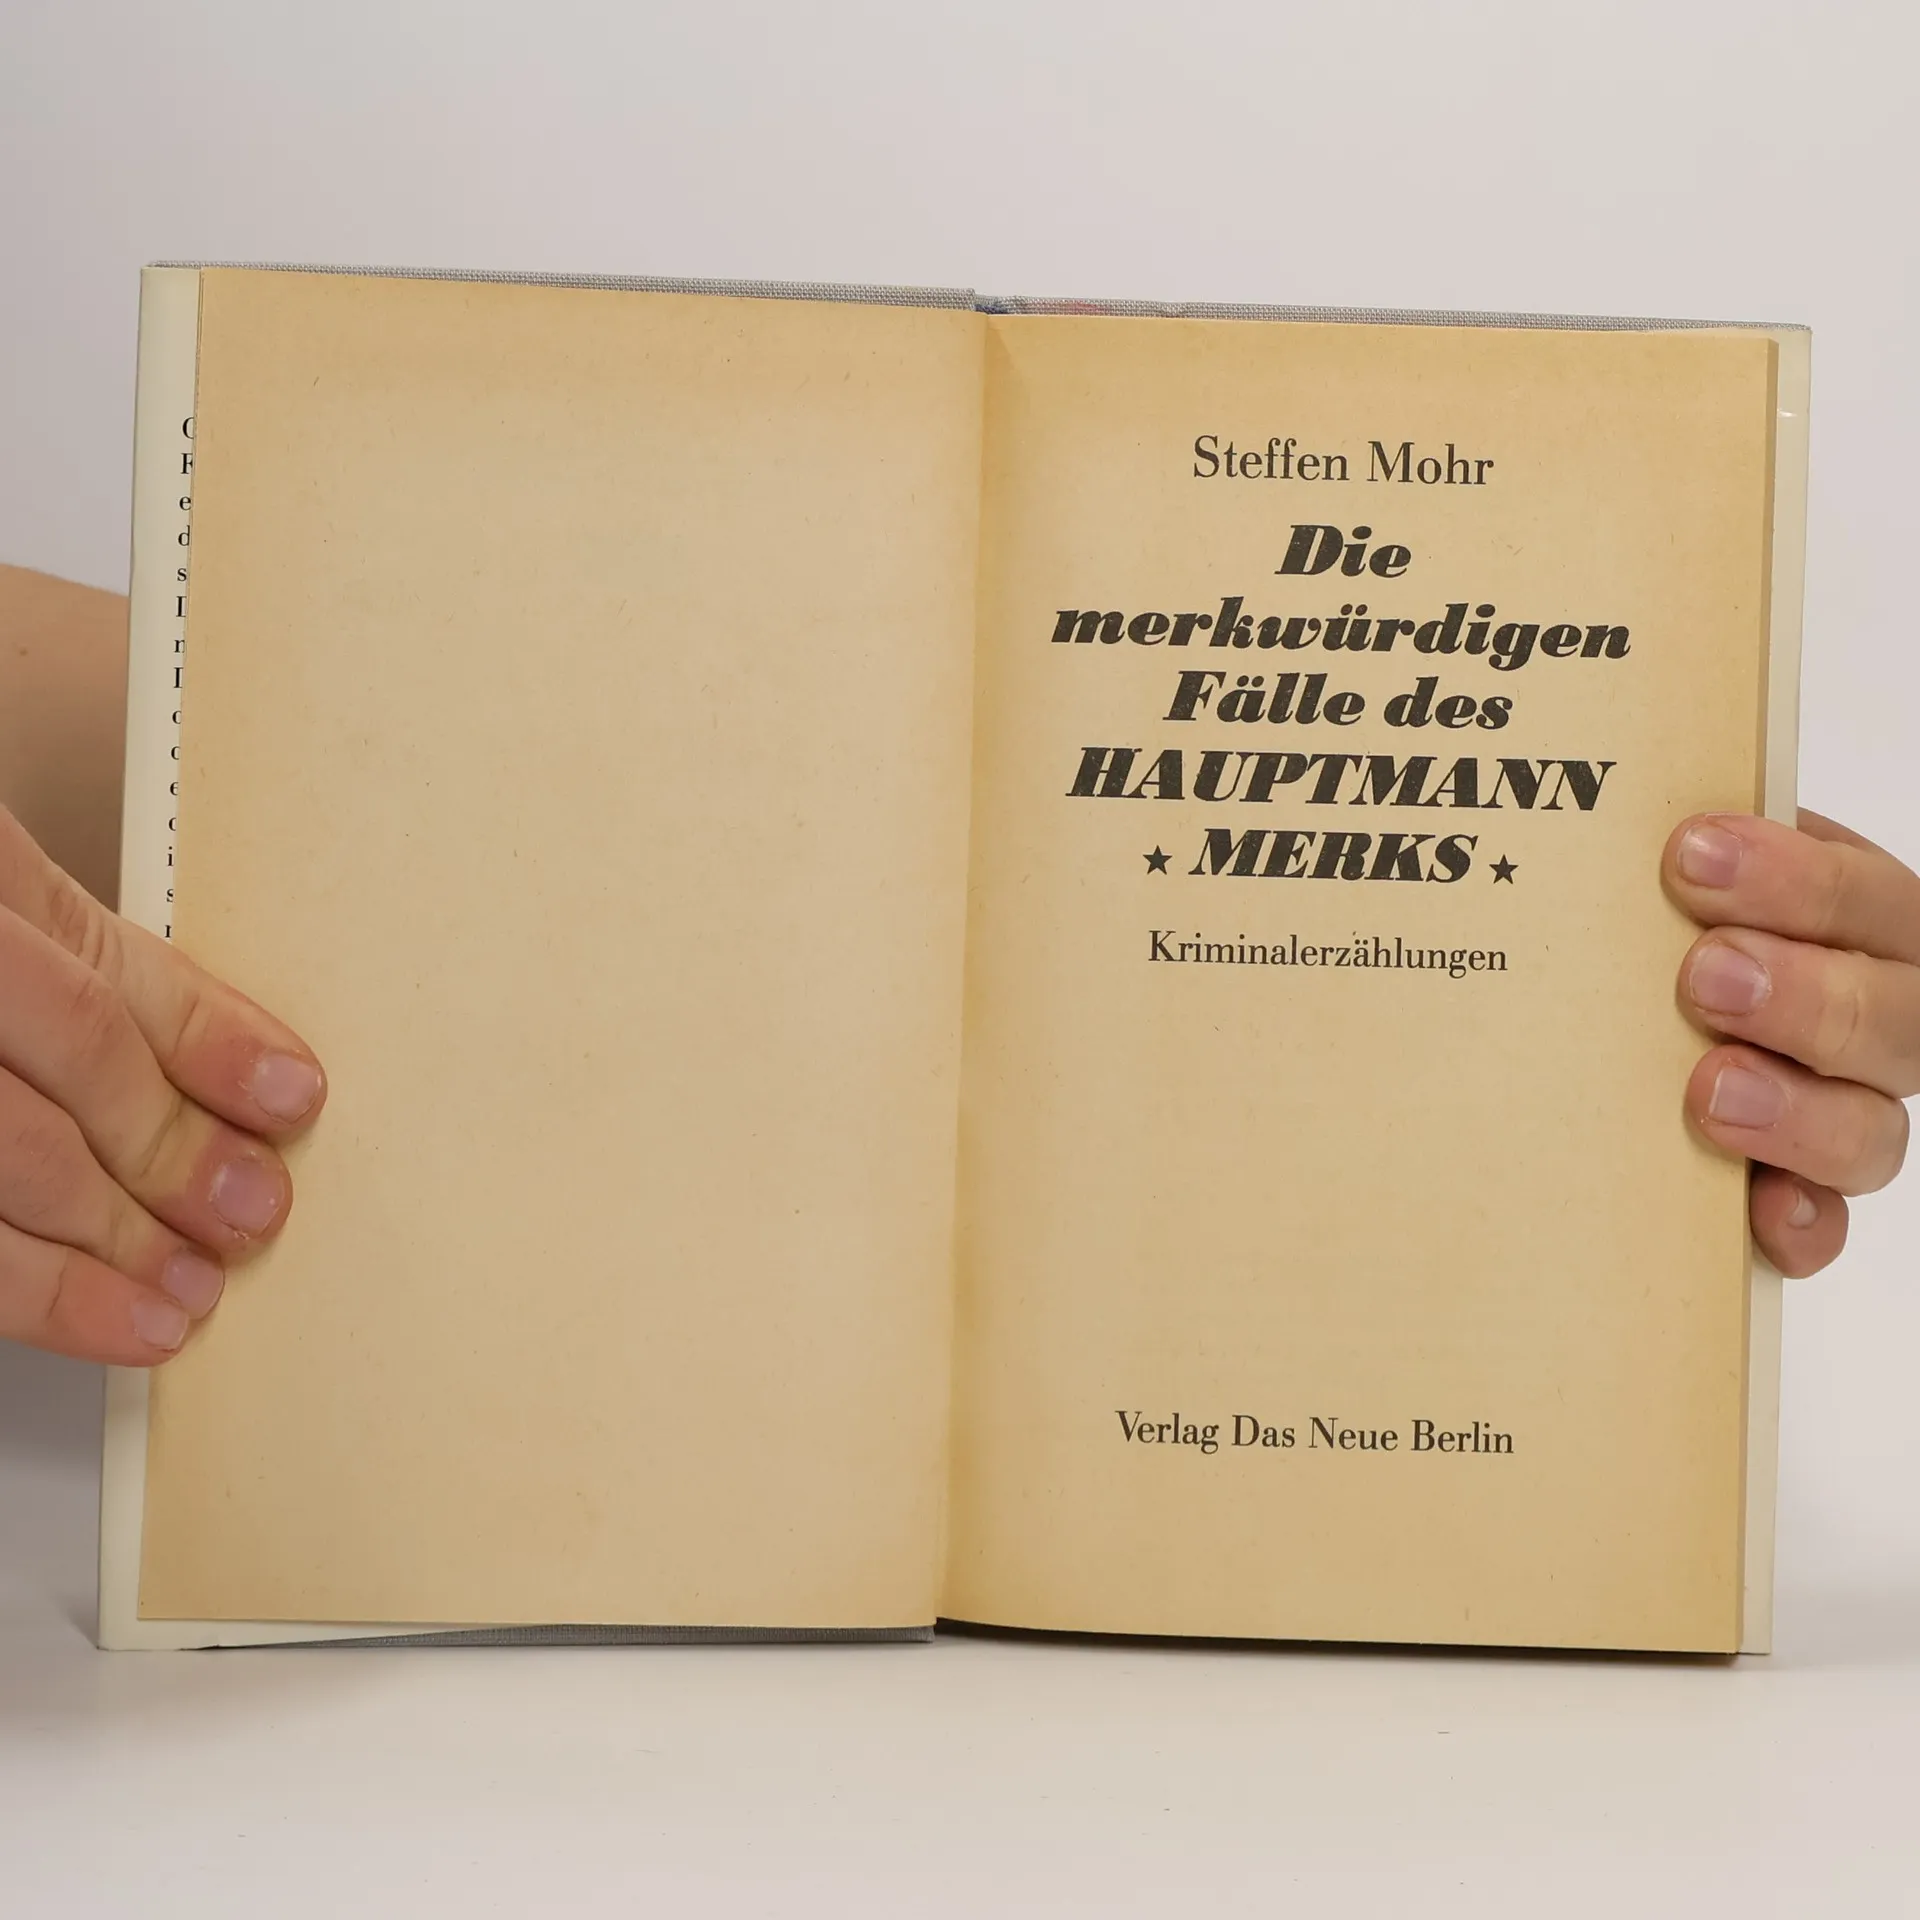 Steffen Mohr
Die
merkwürdigen
Fälle des
HAUPTMANN
★ MERKS ★
Kriminalerzählungen
Verlag Das Neue Berlin